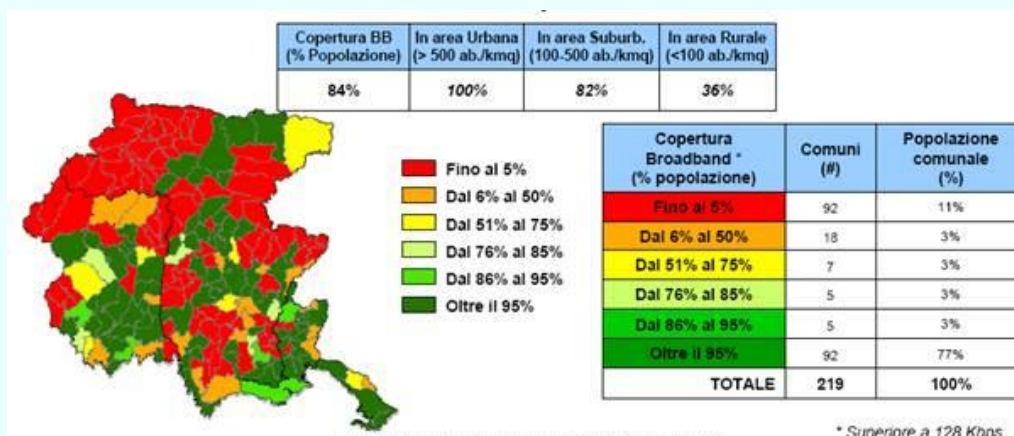 Copertura BB In area Urbana In area Suburb. In area Rurale
(% Popolazione) (> 500 ab./kmq) (100-500 ab./kmq) (<100 ab./kmq)
84% 100% 82% 36%
Fino al 5%
Dal 6% al 50%
Dal 51% al 75%
Dal 76% al 85%
Dal 86% al 95%
Oltre il 95%
Copertura
Broadband *
(% popolazione)
Comuni
(#)
Popolazione
comunale
(%)
Fino al 5% 92 11%
Dal 6% al 50% 18 3%
Dal 51% al 75% 7 3%
Dal 76% al 85% 5 3%
Dal 86% al 95% 5 3%
Oltre il 95% 92 77%
TOTALE 219 100%
* Superiore a 128 Kbps